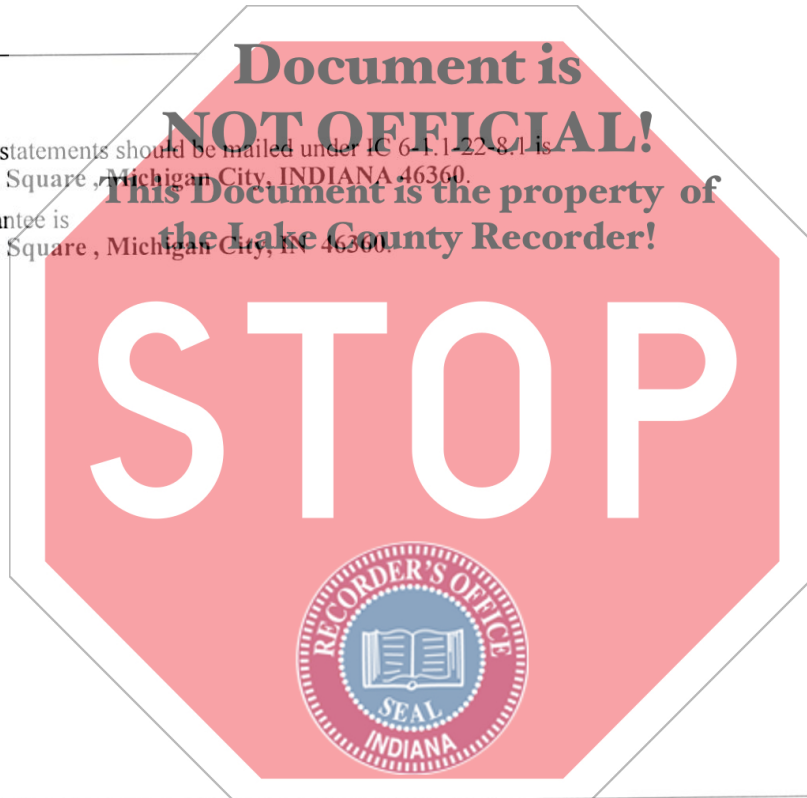 Document is
NOT OFFICIAL!
statements should be mailed under IC 6-1.1-22-8.1 is
Square , Michigan City, INDIANA 46360.
This Document is the property of
antee is
the Lake County Recorder!
Square , Michigan City, IN 46360.
STOP
RECORDER'S OFFICE
SEAL
INDIANA